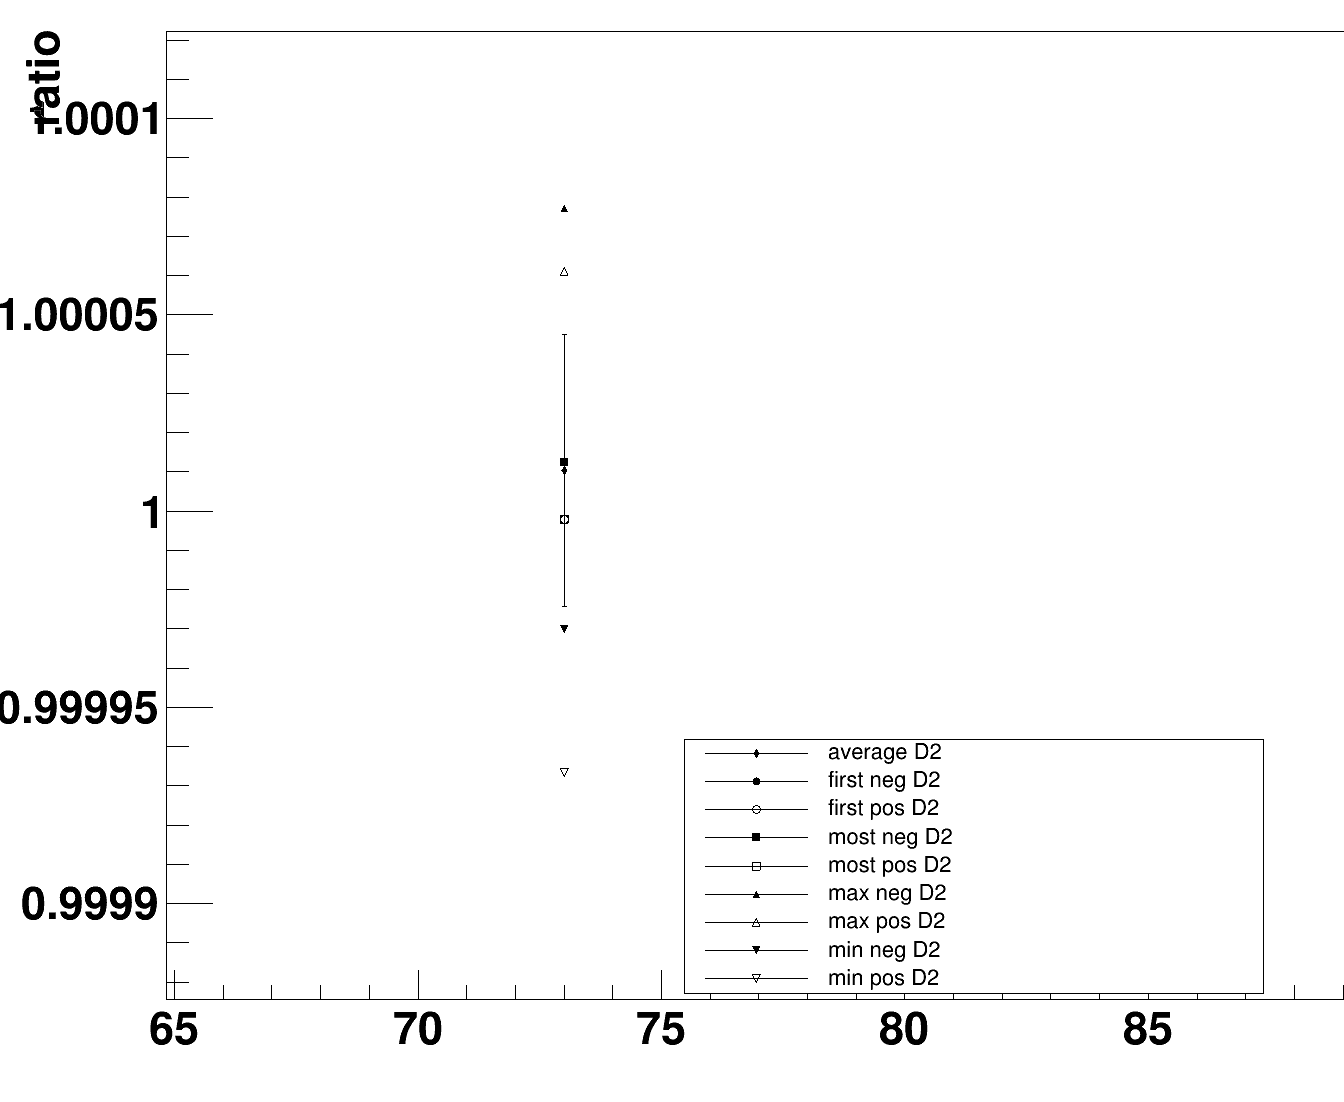 ratio
1.0001
1.00005
1
0.99995
0.9999
average D2
first neg D2
first pos D2
most neg D2
most pos D2
max neg D2
max pos D2
min neg D2
min pos D2
65 70 75 80 85